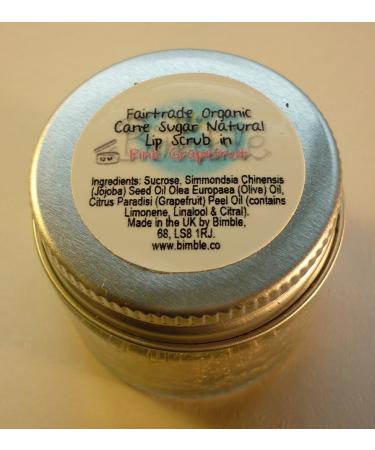 Fairtrade Organic
Cane Sugar Natural
Lip Scrub in
Pink Grapefruit
12 M
Ingredients: Sucrose, Simmondsia Chinensis
(Jojoba) Seed Oil Olea Europaea (Olive) Oil,
Citrus Paradisi (Grapefruit) Peel Oil (contains
Limonene, Linalool & Citral).
Made in the UK by Bimble,
68, LS8 1RJ.
www.bimble.co